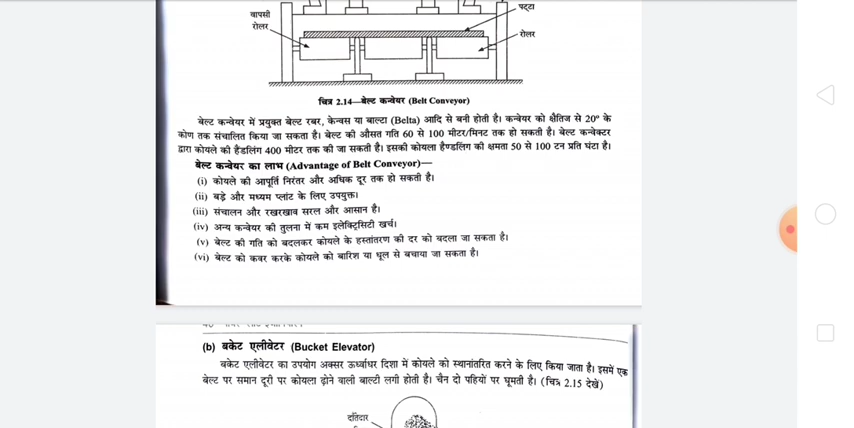 पट्टा
वापसी
रोलर
रोलर
चित्र 2.14—बेल्ट कन्वेयर (Belt Conveyor)
बेल्ट कन्वेयर में प्रयुक्त बेल्ट रबर, केन्वस या बाल्टा (Belta) आदि से बनी होती है। कन्वेयर को क्षैतिज से 20° के
कोण तक संचालित किया जा सकता है। बेल्ट की औसत गति 60 से 100 मीटर/मिनट तक हो सकती है। बेल्ट कन्वेक्टर
द्वारा कोयले की हैडलिंग 400 मीटर तक की जा सकती है। इसकी कोयला हैण्डलिंग की क्षमता 50 से 100 टन प्रति घंटा है।
बेल्ट कन्वेयर का लाभ (Advantage of Belt Conveyor)—
(i) कोयले की आपूर्ति निरंतर और अधिक दूर तक हो सकती है।
(ii) बड़े और मध्यम प्लांट के लिए उपयुक्त।
(iii) संचालन और रखरखाव सरल और आसान है।
(iv) अन्य कन्वेयर की तुलना में कम इलेक्ट्रिसिटी खर्च।
(v) बेल्ट की गति को बदलकर कोयले के हस्तांतरण की दर को बदला जा सकता है।
(vi) बेल्ट को कवर करके कोयले को बारिश या धूल से बचाया जा सकता है।
(b) बकेट एलीवेटर (Bucket Elevator)
बकेट एलीवेटर का उपयोग अक्सर ऊर्ध्वाधर दिशा में कोयले को स्थानांतरित करने के लिए किया जाता है। इसमें एक
बेल्ट पर समान दूरी पर कोयला ढ़ोने वाली बाल्टी लगी होती है। चैन दो पहियों पर घूमती है। (चित्र 2.15 देखें)
दाँतेदार